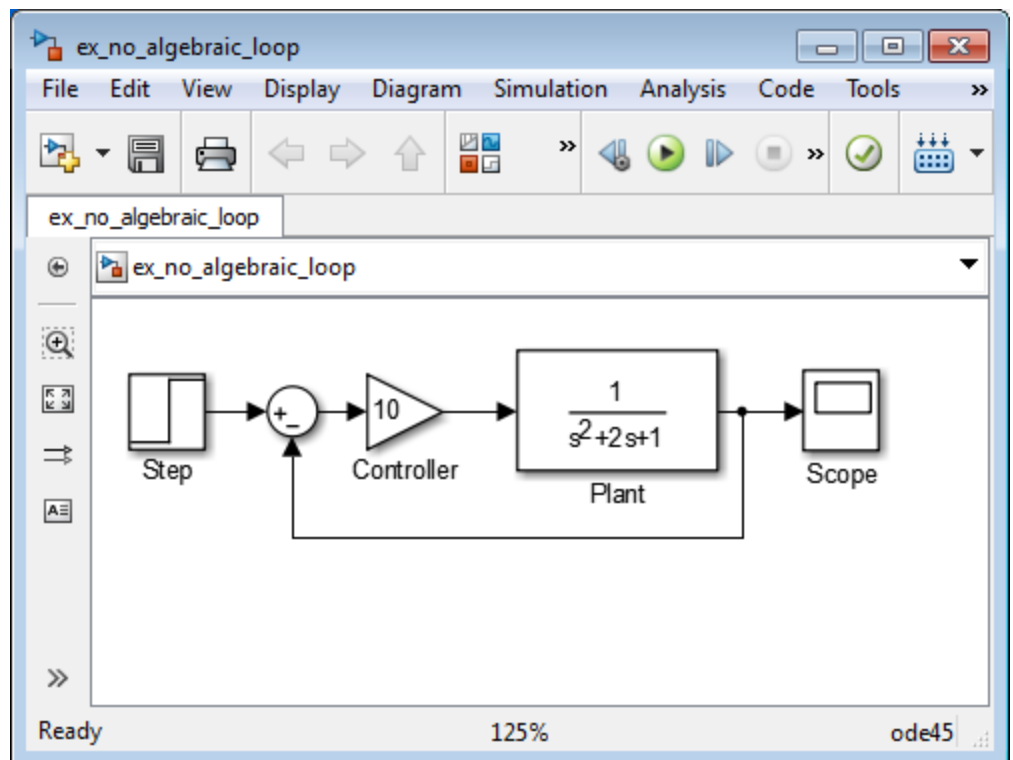 ex_no_algebraic_loop
File Edit View Display Diagram Simulation Analysis Code Tools »
» »
ex_no_algebraic_loop
ex_no_algebraic_loop
1
s²+2s+1
+
−
10
Step
Controller
Plant
Scope
A
»
Ready 125% ode45